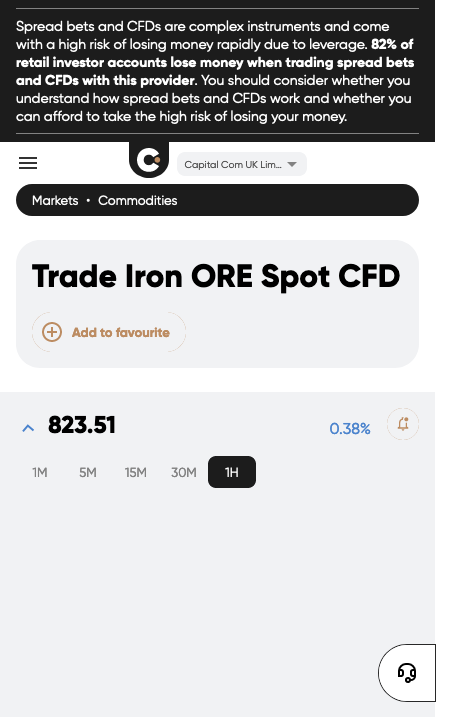 Spread bets and CFDs are complex instruments and come
with a high risk of losing money rapidly due to leverage. 82% of
retail investor accounts lose money when trading spread bets
and CFDs with this provider. You should consider whether you
understand how spread bets and CFDs work and whether you
can afford to take the high risk of losing your money.
Capital Com UK Lim...
Markets • Commodities
Trade Iron ORE Spot CFD
Add to favourite
823.51
0.38%
1M 5M 15M 30M 1H